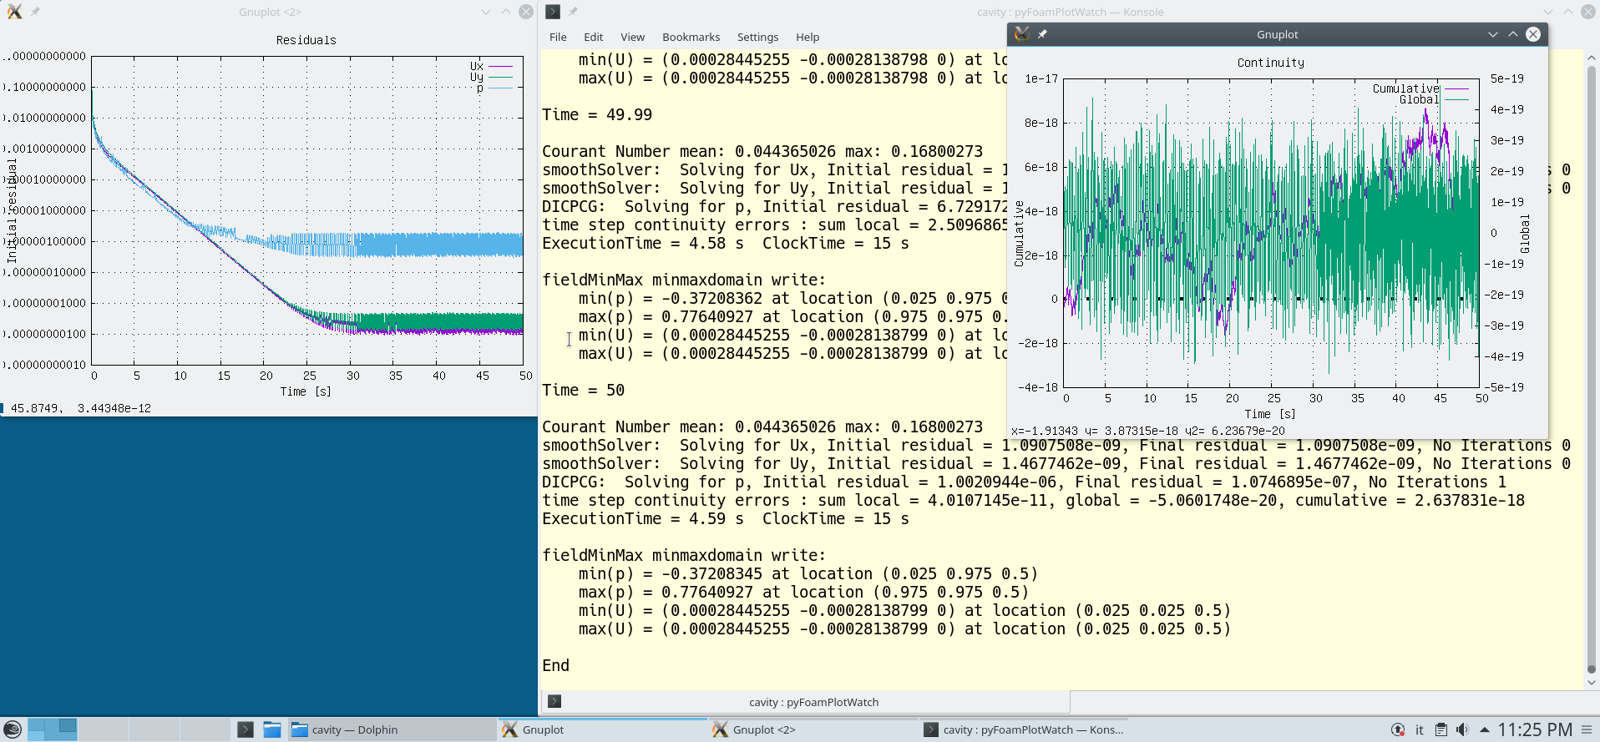 Gnuplot <2>
Residuals
Ux
Uy
p
.00000000000
.10000000000
.01000000000
.00100000000
00010000000
.00001000000
.00000100000
.00000010000
.00000001000
.00000000100
.00000000010
Initial residual
0 5 10 15 20 25 30 35 40 45 50
Time [s]
45.8749, 3.44348e-12
cavity : pyFoamPlotWatch — Konsole
File Edit View Bookmarks Settings Help
min(U) = (0.00028445255 -0.00028138798 0) at lo
max(U) = (0.00028445255 -0.00028138798 0) at lo
Time = 49.99
Courant Number mean: 0.044365026 max: 0.16800273
smoothSolver: Solving for Ux, Initial residual = 1 s 0
smoothSolver: Solving for Uy, Initial residual = 1 s 0
DICPCG: Solving for p, Initial residual = 6.729172
time step continuity errors : sum local = 2.5096865
ExecutionTime = 4.58 s ClockTime = 15 s
fieldMinMax minmaxdomain write:
min(p) = -0.37208362 at location (0.025 0.975 0
max(p) = 0.77640927 at location (0.975 0.975 0.
min(U) = (0.00028445255 -0.00028138799 0) at lo
max(U) = (0.00028445255 -0.00028138799 0) at lo
Time = 50
Courant Number mean: 0.044365026 max: 0.16800273
smoothSolver: Solving for Ux, Initial residual = 1.0907508e-09, Final residual = 1.0907508e-09, No Iterations 0
smoothSolver: Solving for Uy, Initial residual = 1.4677462e-09, Final residual = 1.4677462e-09, No Iterations 0
DICPCG: Solving for p, Initial residual = 1.0020944e-06, Final residual = 1.0746895e-07, No Iterations 1
time step continuity errors : sum local = 4.0107145e-11, global = -5.0601748e-20, cumulative = 2.637831e-18
ExecutionTime = 4.59 s ClockTime = 15 s
fieldMinMax minmaxdomain write:
min(p) = -0.37208345 at location (0.025 0.975 0.5)
max(p) = 0.77640927 at location (0.975 0.975 0.5)
min(U) = (0.00028445255 -0.00028138799 0) at location (0.025 0.025 0.5)
max(U) = (0.00028445255 -0.00028138799 0) at location (0.025 0.025 0.5)
End
cavity : pyFoamPlotWatch
Gnuplot
Continuity
Cumulative
Global
1e-17
8e-18
6e-18
4e-18
2e-18
0
-2e-18
-4e-18
Cumulative
5e-19
4e-19
3e-19
2e-19
1e-19
0
-1e-19
-2e-19
-3e-19
-4e-19
-5e-19
Global
0 5 10 15 20 25 30 35 40 45 50
Time [s]
x=-1.91343 y= 3.87315e-18 y2= 6.23679e-20
cavity — Dolphin
Gnuplot
Gnuplot <2>
cavity : pyFoamPlotWatch — Kons...
it
11:25 PM